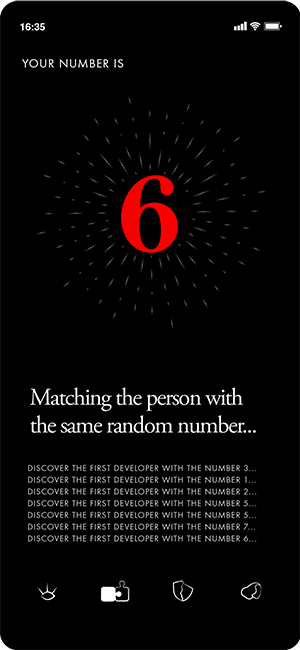 16:35
YOUR NUMBER IS
6
Matching the person with
the same random number...
DISCOVER THE FIRST DEVELOPER WITH THE NUMBER 3...
DISCOVER THE FIRST DEVELOPER WITH THE NUMBER 1...
DISCOVER THE FIRST DEVELOPER WITH THE NUMBER 2...
DISCOVER THE FIRST DEVELOPER WITH THE NUMBER 5...
DISCOVER THE FIRST DEVELOPER WITH THE NUMBER 5...
DISCOVER THE FIRST DEVELOPER WITH THE NUMBER 7...
DISCOVER THE FIRST DEVELOPER WITH THE NUMBER 6...